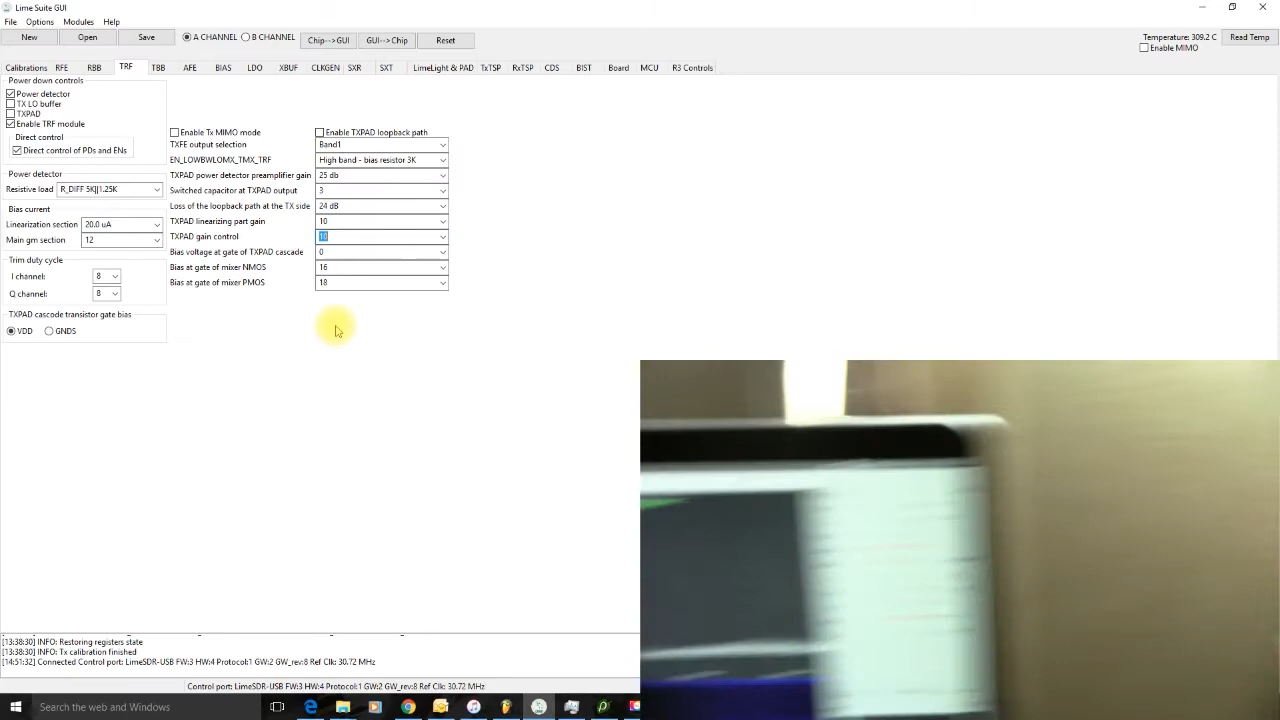 Lime Suite GUI
File Options Modules Help
New Open Save A CHANNEL B CHANNEL Chip-->GUI GUI-->Chip Reset
Temperature: 309.2 C Read Temp
Enable MIMO
Calibrations RFE RBB TRF TBB AFE BIAS LDO XBUF CLKGEN SXR SXT LimeLight & PAD TxTSP RxTSP CDS BIST Board MCU R3 Controls
Power down controls
Power detector
TX LO buffer
TXPAD
Enable TRF module
Direct control
Direct control of PDs and ENs
Power detector
Resistive load R_DIFF 5K||1.25K
Bias current
Linearization section 20.0 uA
Main gm section 12
Trim duty cycle
I channel: 8
Q channel: 8
TXPAD cascode transistor gate bias
VDD GNDS
Enable Tx MIMO mode Enable TXPAD loopback path
TXFE output selection Band1
EN_LOWBWLOMX_TMX_TRF High band - bias resistor 3K
TXPAD power detector preamplifier gain 25 db
Switched capacitor at TXPAD output 3
Loss of the loopback path at the TX side 24 dB
TXPAD linearizing part gain 10
TXPAD gain control 10
Bias voltage at gate of TXPAD cascade 0
Bias at gate of mixer NMOS 16
Bias at gate of mixer PMOS 18
[13:38:30] INFO: Restoring registers state
[13:38:30] INFO: Tx calibration finished
[14:51:32] Connected Control port: LimeSDR-USB FW:3 HW:4 Protocol:1 GW:2 GW_rev:8 Ref Clk: 30.72 MHz
Control port: LimeSDR-USB FW:3 HW:4 Protocol:1 GW:2 GW_rev:8 Ref Clk: 30.72 MHz
Search the web and Windows